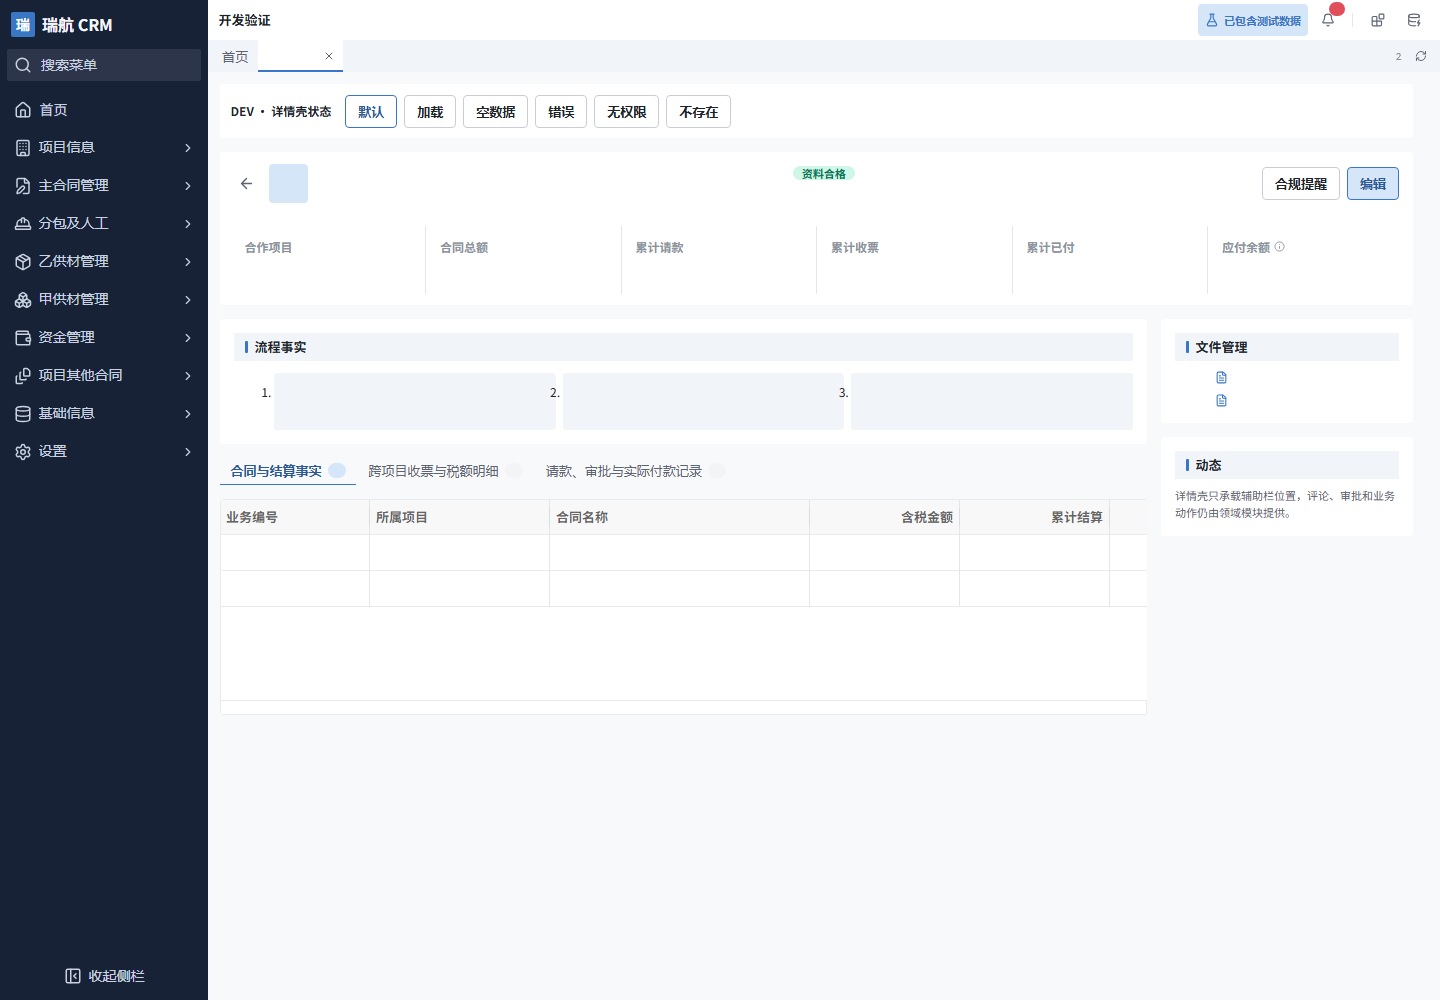 瑞 瑞航 CRM
搜索菜单
首页
项目信息
主合同管理
分包及人工
乙供材管理
甲供材管理
资金管理
项目其他合同
基础信息
设置
收起侧栏
开发验证
已包含测试数据
首页
2
DEV • 详情壳状态 默认 加载 空数据 错误 无权限 不存在
资料合格
合规提醒 编辑
合作项目 合同总额 累计请款 累计收票 累计已付 应付余额
流程事实
1. 2. 3.
合同与结算事实 跨项目收票与税额明细 请款、审批与实际付款记录
业务编号 所属项目 合同名称 含税金额 累计结算
文件管理
动态
详情壳只承载辅助栏位置，评论、审批和业务
动作仍由领域模块提供。